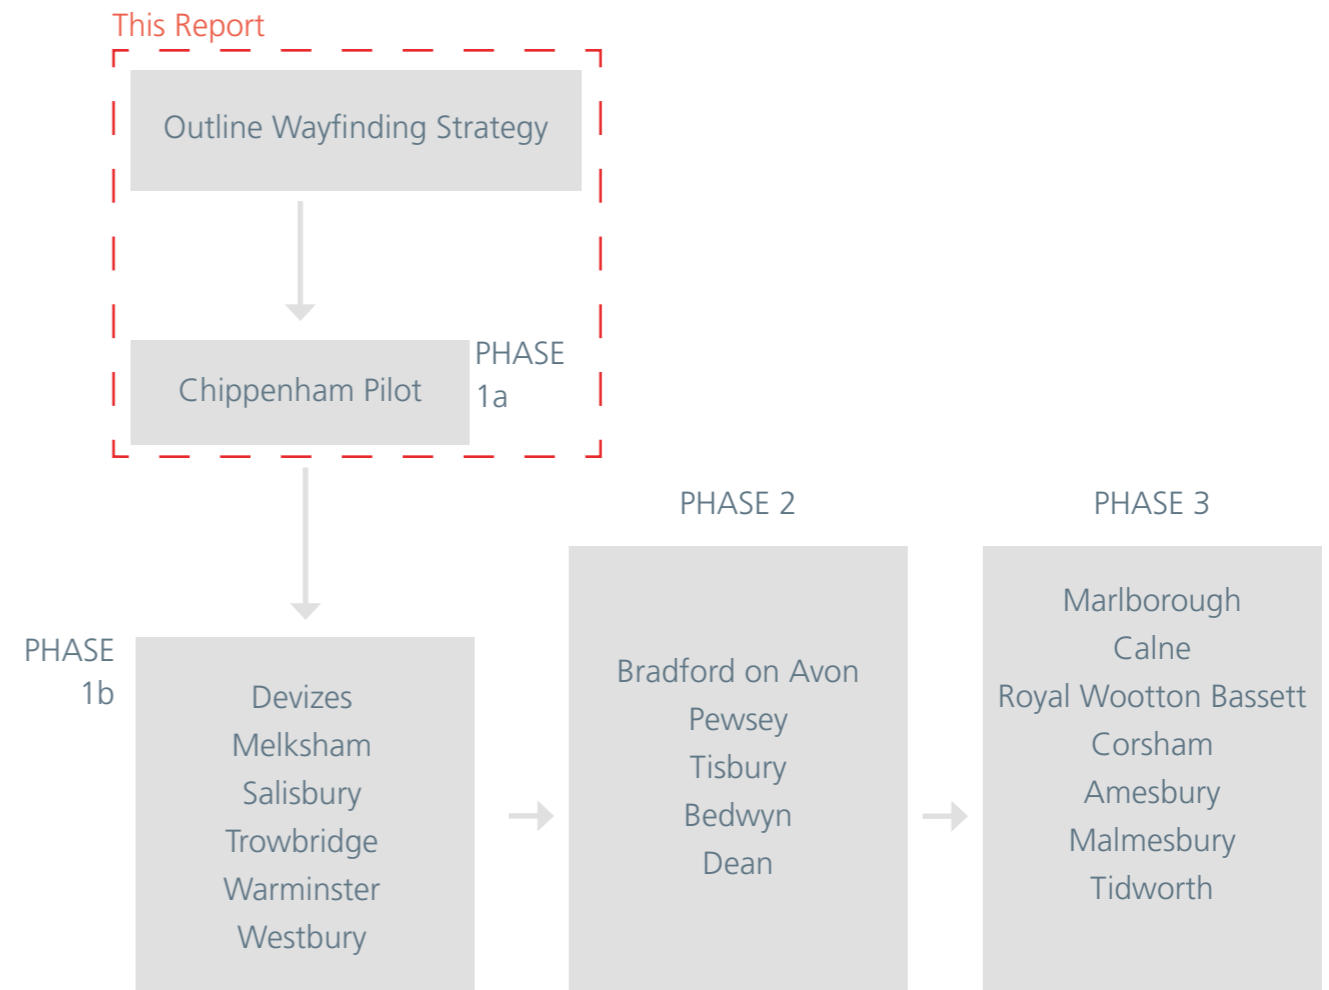 This Report
Outline Wayfinding Strategy
Chippenham Pilot
PHASE
1a
PHASE
1b
Devizes
Melksham
Salisbury
Trowbridge
Warminster
Westbury
PHASE 2
Bradford on Avon
Pewsey
Tisbury
Bedwyn
Dean
PHASE 3
Marlborough
Calne
Royal Wootton Bassett
Corsham
Amesbury
Malmesbury
Tidworth